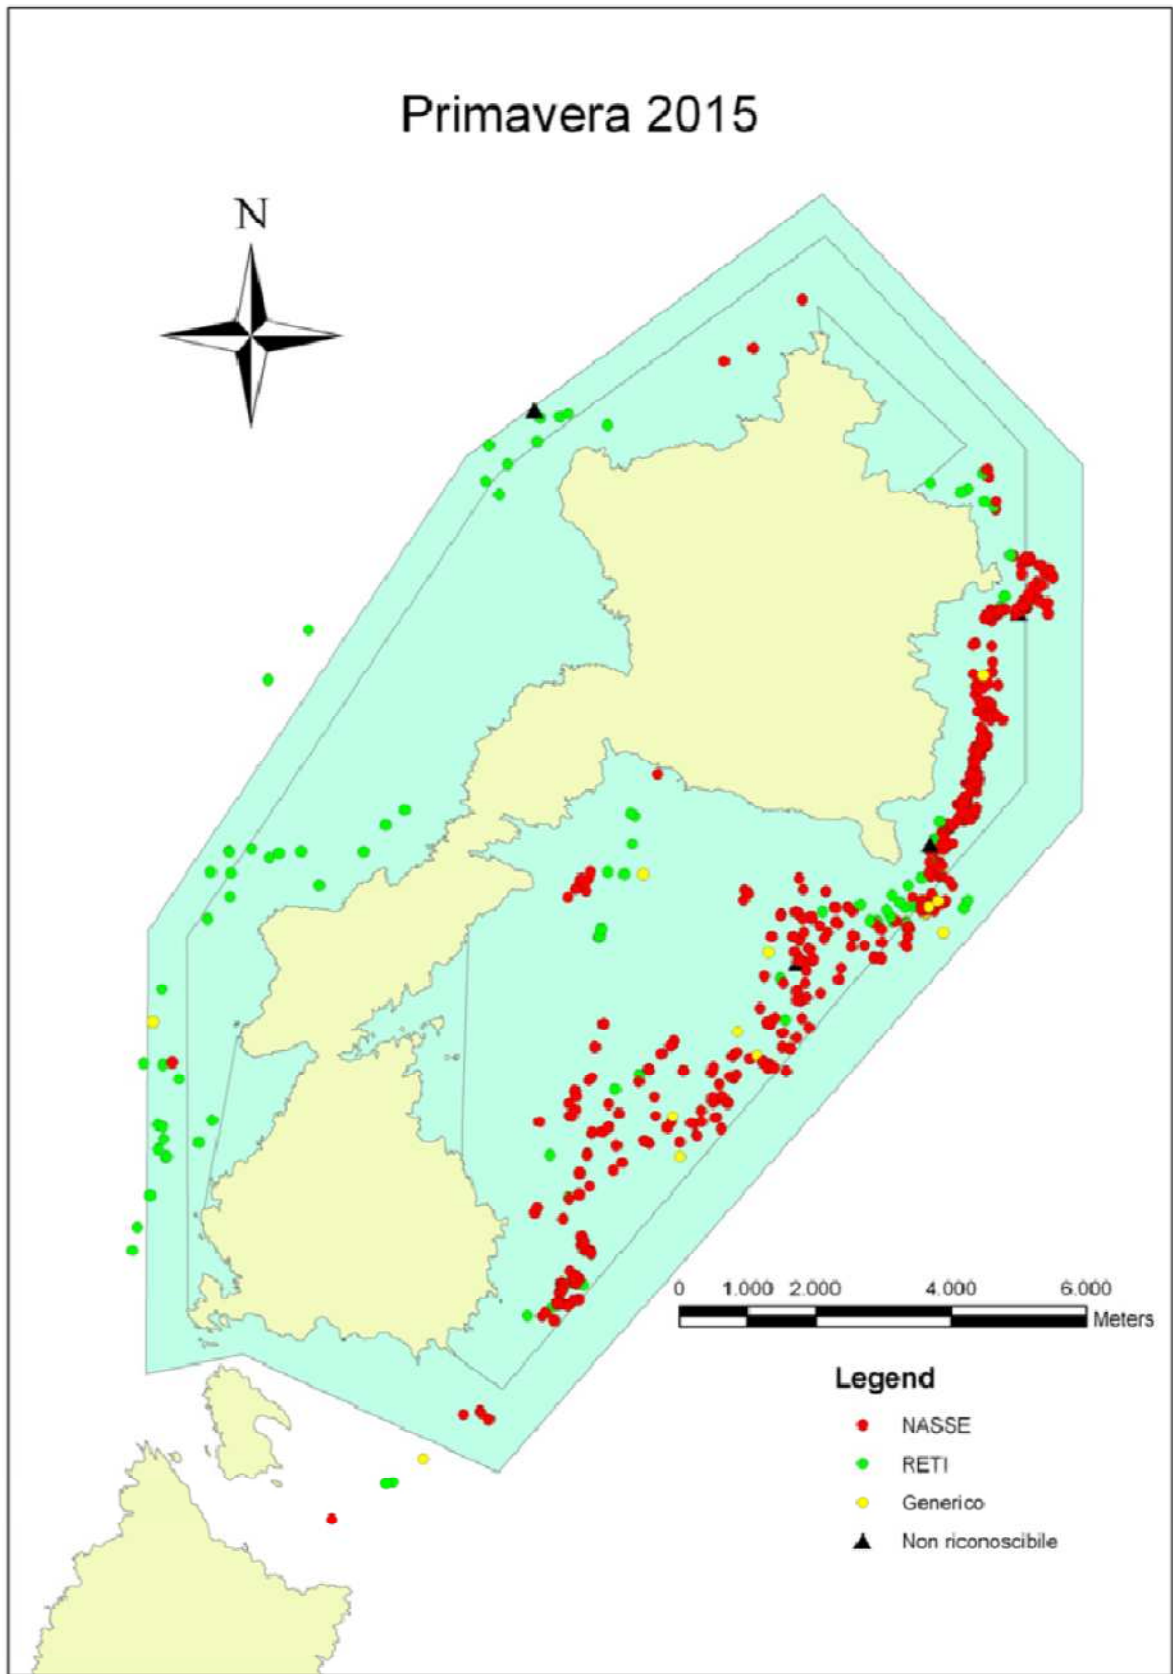 Primavera 2015
N
0 1.000 2.000 4.000 6.000
Meters
Legend
NASSE
RETI
Generico
Non riconoscibile